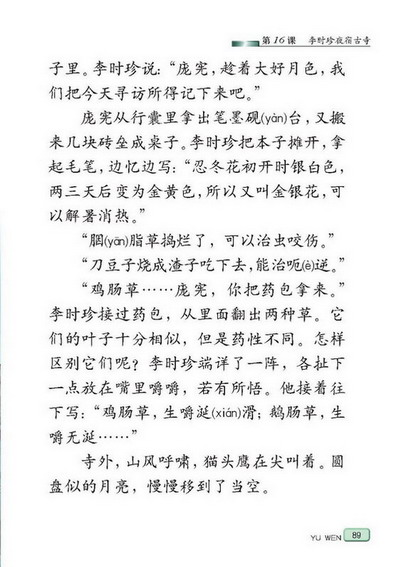 第16课 李时珍夜宿古寺
子里。李时珍说：“庞宪，趁着大好月色，我
们把今天寻访所得记下来吧。”
庞宪从行囊里拿出笔墨砚(yàn)台，又搬
来几块砖垒成桌子。李时珍把本子摊开，拿
起毛笔，边忆边写：“忍冬花初开时银白色，
两三天后变为金黄色，所以又叫金银花，可
以解暑消热。”
“胭(yān)脂草捣烂了，可以治虫咬伤。”
“刀豆子烧成渣子吃下去，能治呃(è)逆。”
“鸡肠草……庞宪，你把药包拿来。”
李时珍接过药包，从里面翻出两种草。它
们的叶子十分相似，但是药性不同。怎样
区别它们呢？李时珍端详了一阵，各扯下
一点放在嘴里嚼嚼，若有所悟。他接着往
下写：“鸡肠草，生嚼涎(xián)滑；鹅肠草，生
嚼无涎……”
寺外，山风呼啸，猫头鹰在尖叫着。圆
盘似的月亮，慢慢移到了当空。
YU WEN 89